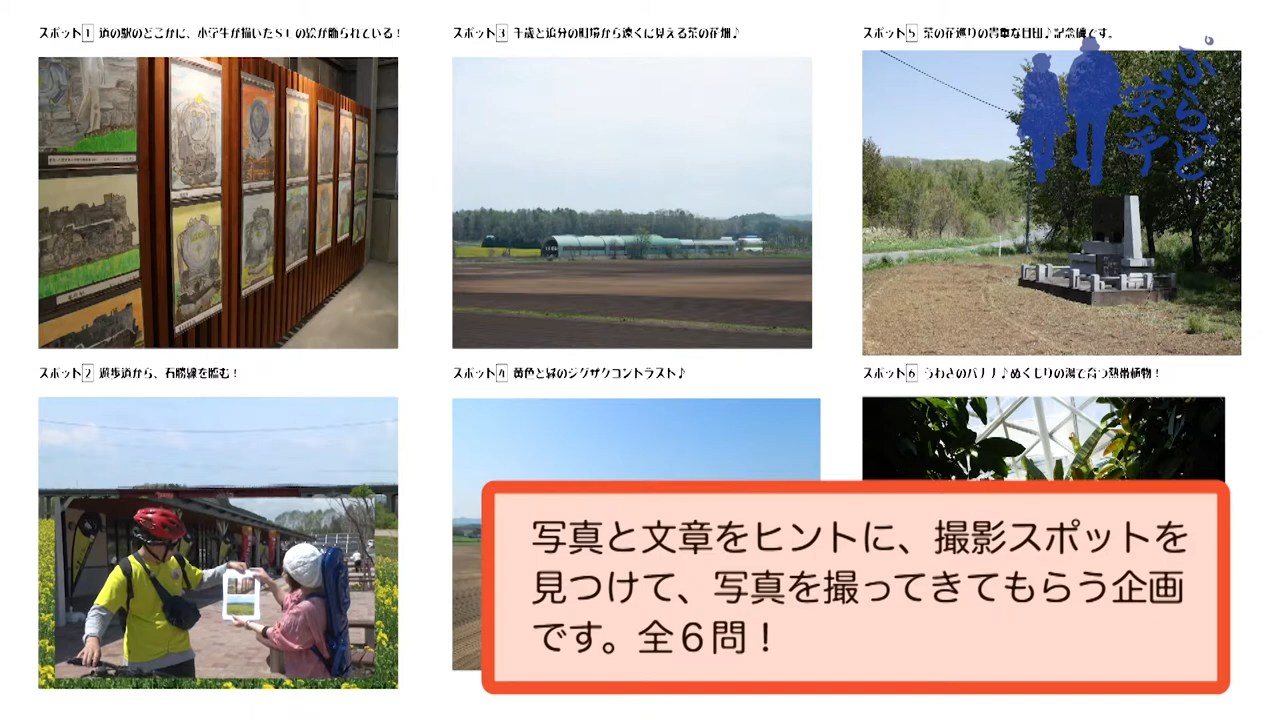 スポット1 道の駅のどこかに、小学生が描いたＳＬの絵が飾られている！
スポット2 遊歩道から、石勝線を臨む！
スポット3 千歳と追分の町境から遠くに見える菜の花畑♪
スポット4 黄色と緑のジグザグコントラスト♪
スポット5 菜の花巡りの貴重な日印♪記念碑です。
スポット6 うわさのバナナ♪ぬくもりの湯で育つ熱帯植物！
ぷらど
安平
写真と文章をヒントに、撮影スポットを
見つけて、写真を撮ってきてもらう企画
です。全６問！